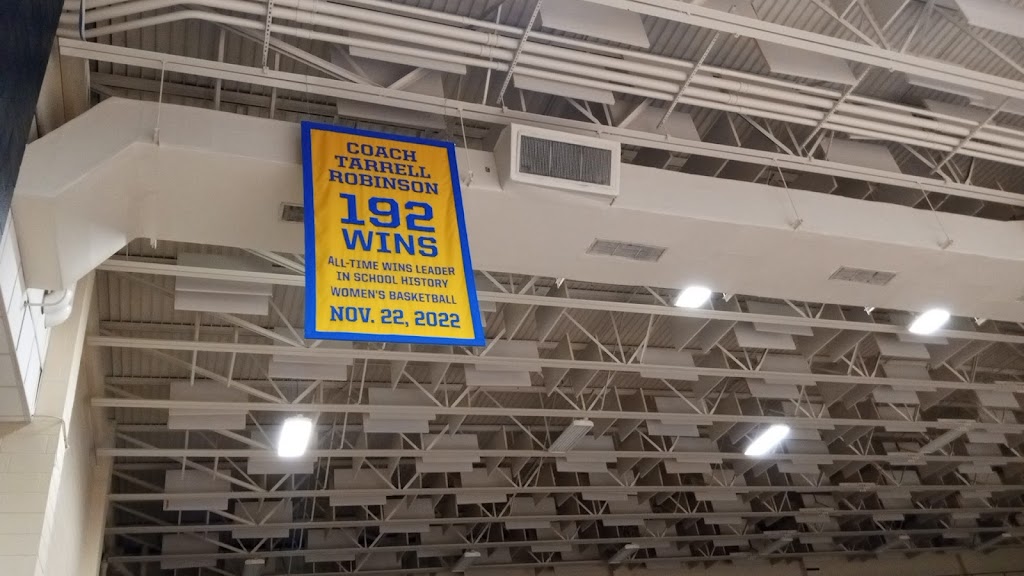 COACH
TARRELL
ROBINSON
192
WINS
ALL-TIME WINS LEADER
IN SCHOOL HISTORY
WOMEN'S BASKETBALL
NOV. 22, 2022